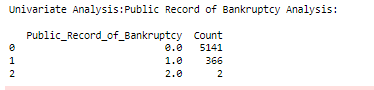 Univariate Analysis:Public Record of Bankruptcy Analysis:
Public_Record_of_Bankruptcy Count
0 0.0 5141
1 1.0 366
2 2.0 2